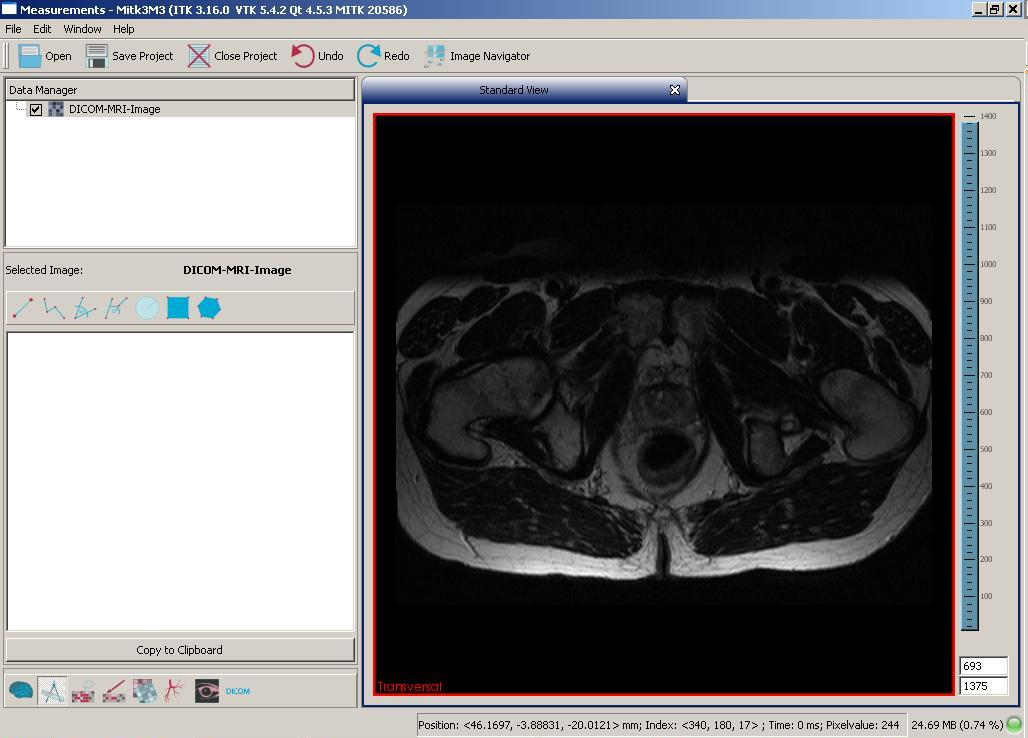 Measurements - Mitk3M3 (ITK 3.16.0 VTK 5.4.2 Qt 4.5.3 MITK 20586)
File Edit Window Help
Open Save Project Close Project Undo Redo Image Navigator
Data Manager
DICOM-MRI-Image
Standard View
Selected Image: DICOM-MRI-Image
1400
1300
1200
1100
1000
900
800
700
600
500
400
300
200
100
Copy to Clipboard
693
1375
Transversal
DICOM
Position: <46.1697, -3.88831, -20.0121> mm; Index: <340, 180, 17> ; Time: 0 ms; Pixelvalue: 244 24.69 MB (0.74 %)